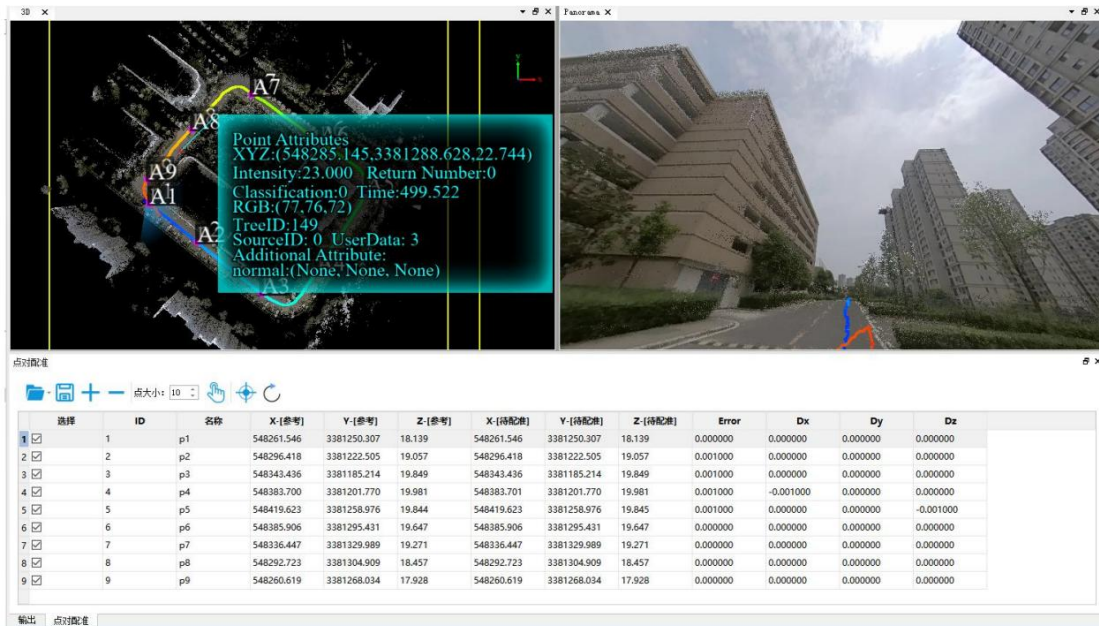 3D
Panorama
A7
A8
A9
A1
A2
A3
Point Attributes
XYZ:(548285.145,3381288.628,22.744)
Intensity:23.000 Return Number:0
Classification:0 Time:499.522
RGB:(77,76,72)
TreeID:149
SourceID: 0 UserData: 3
Additional Attribute:
normal:(None, None, None)
点对配准
点大小: 10
选择 ID 名称 X-[参考] Y-[参考] Z-[参考] X-[待配准] Y-[待配准] Z-[待配准] Error Dx Dy Dz
1 1 p1 548261.546 3381250.307 18.139 548261.546 3381250.307 18.139 0.000000 0.000000 0.000000 0.000000
2 2 p2 548296.418 3381222.505 19.057 548296.418 3381222.505 19.057 0.001000 0.000000 0.000000 0.000000
3 3 p3 548343.436 3381185.214 19.849 548343.436 3381185.214 19.849 0.001000 0.000000 0.000000 0.000000
4 4 p4 548383.700 3381201.770 19.981 548383.701 3381201.770 19.981 0.001000 -0.001000 0.000000 0.000000
5 5 p5 548419.623 3381258.976 19.844 548419.623 3381258.976 19.845 0.001000 0.000000 0.000000 -0.001000
6 6 p6 548385.906 3381295.431 19.647 548385.906 3381295.431 19.647 0.000000 0.000000 0.000000 0.000000
7 7 p7 548336.447 3381329.989 19.271 548336.447 3381329.989 19.271 0.000000 0.000000 0.000000 0.000000
8 8 p8 548292.723 3381304.909 18.457 548292.723 3381304.909 18.457 0.000000 0.000000 0.000000 0.000000
9 9 p9 548260.619 3381268.034 17.928 548260.619 3381268.034 17.928 0.000000 0.000000 0.000000 0.000000
输出 点对配准